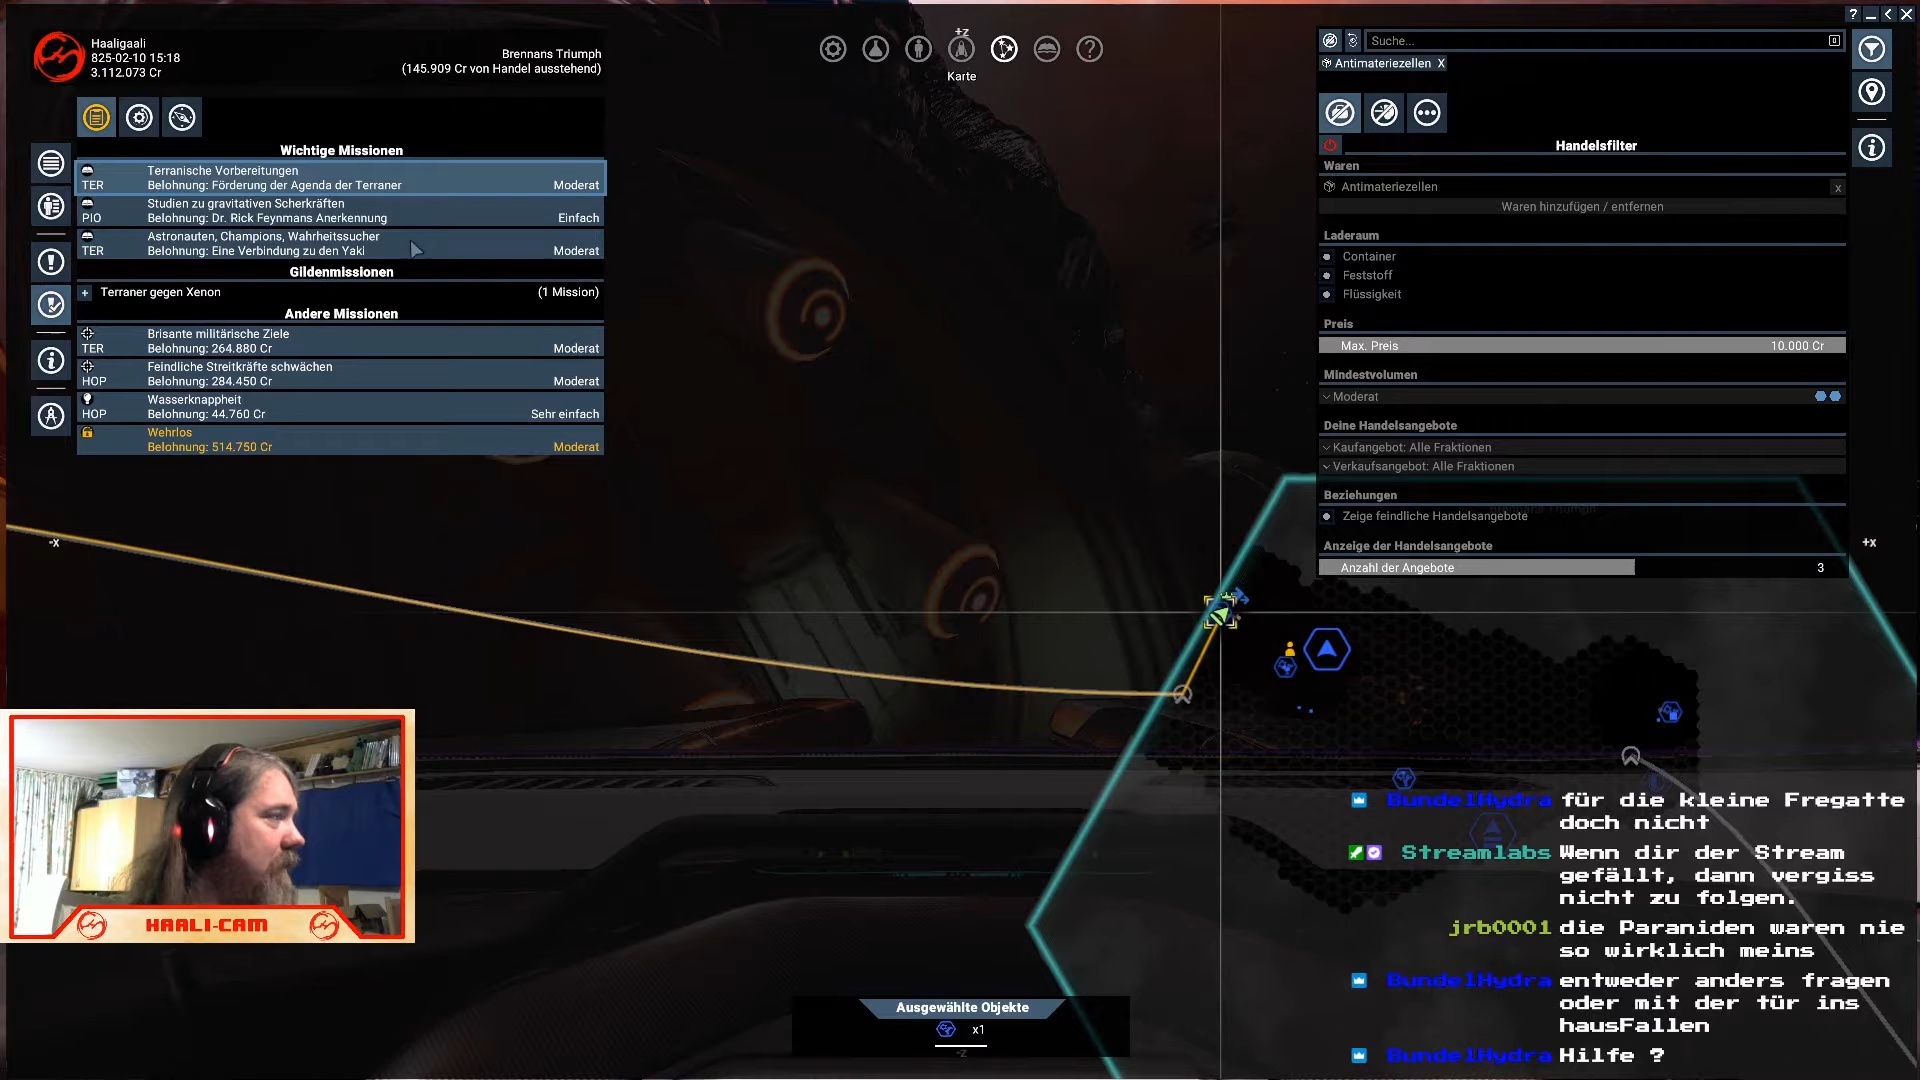 Haaligaali
825-02-10 15:18
3.112.073 Cr
Brennans Triumph
(145.909 Cr von Handel ausstehend)
+z
Karte
Wichtige Missionen
Terranische Vorbereitungen
TER Belohnung: Förderung der Agenda der Terraner Moderat
Studien zu gravitativen Scherkräften
PIO Belohnung: Dr. Rick Feynmans Anerkennung Einfach
Astronauten, Champions, Wahrheitssucher
TER Belohnung: Eine Verbindung zu den Yaki Moderat
Gildenmissionen
+ Terraner gegen Xenon (1 Mission)
Andere Missionen
Brisante militärische Ziele
TER Belohnung: 264.880 Cr Moderat
Feindliche Streitkräfte schwächen
HOP Belohnung: 284.450 Cr Moderat
Wasserknappheit
HOP Belohnung: 44.760 Cr Sehr einfach
Wehrlos
Belohnung: 514.750 Cr Moderat
-x
+x
Suche...
Antimateriezellen X
Handelsfilter
Waren
Antimateriezellen x
Waren hinzufügen / entfernen
Laderaum
Container
Feststoff
Flüssigkeit
Preis
Max. Preis 10.000 Cr
Mindestvolumen
Moderat
Deine Handelsangebote
Kaufangebot: Alle Fraktionen
Verkaufsangebot: Alle Fraktionen
Beziehungen
Zeige feindliche Handelsangebote
Anzeige der Handelsangebote
Anzahl der Angebote 3
BundelHydra für die kleine Fregatte
doch nicht
Streamlabs Wenn dir der Stream
gefällt, dann vergiss
nicht zu folgen.
jrb0001 die Paraniden waren nie
so wirklich meins
BundelHydra entweder anders fragen
oder mit der tür ins
hausFallen
BundelHydra Hilfe ?
HAALI-CAM
Ausgewählte Objekte
x1
-z